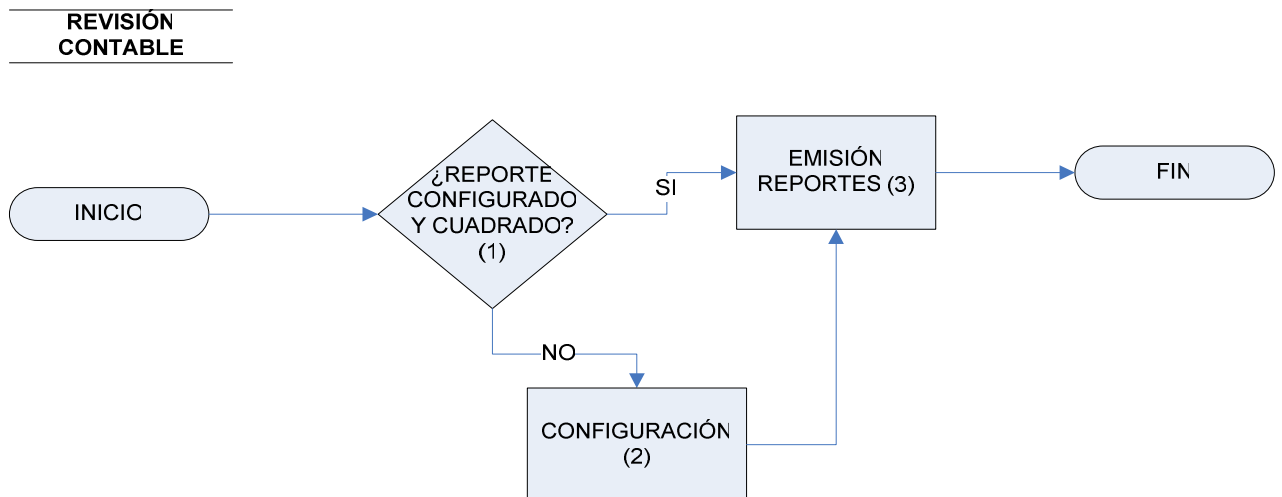 REVISIÓN
CONTABLE
INICIO
¿REPORTE
CONFIGURADO
Y CUADRADO?
(1)
SI
EMISIÓN
REPORTES (3)
FIN
NO
CONFIGURACIÓN
(2)